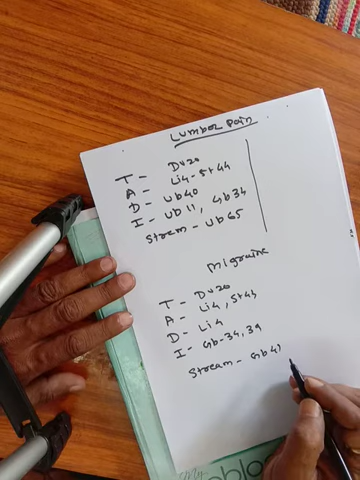 Lumber Pain
T - Du20
A - Li4 - St44
D - Ub40
I - Ub11, Gb34
Strem - Ub65
Migraine
T - Du20
A - Li4, St43
D - Li4
I - Gb-34, 39
Stream - Gb41